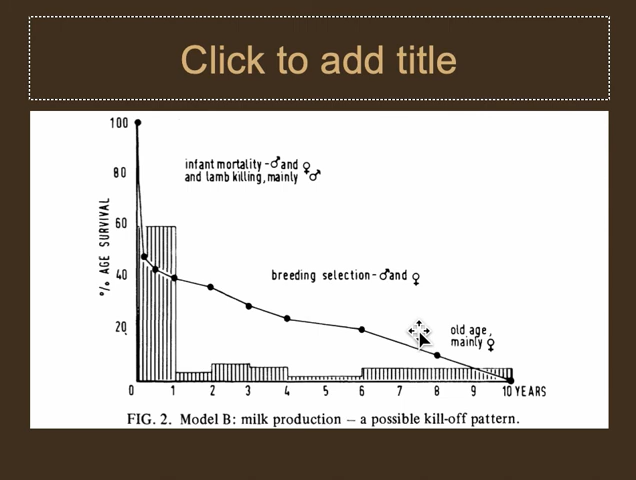 Click to add title
100
infant mortality - ♂ and ♀
and lamb killing, mainly ♂
80
% AGE SURVIVAL
60
breeding selection - ♂ and ♀
40
old age,
mainly ♀
20
0 1 2 3 4 5 6 7 8 9 10 YEARS
FIG. 2. Model B: milk production – a possible kill-off pattern.